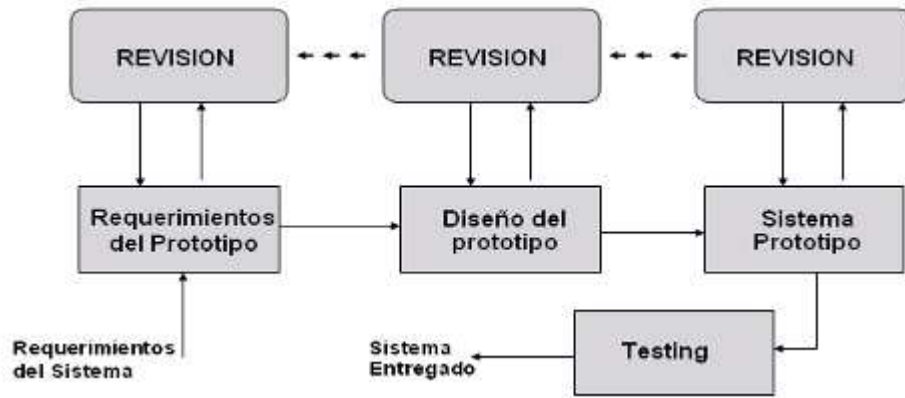 REVISION
REVISION
REVISION
Requerimientos
del Prototipo
Diseño del
prototipo
Sistema
Prototipo
Requerimientos
del Sistema
Sistema
Entregado
Testing